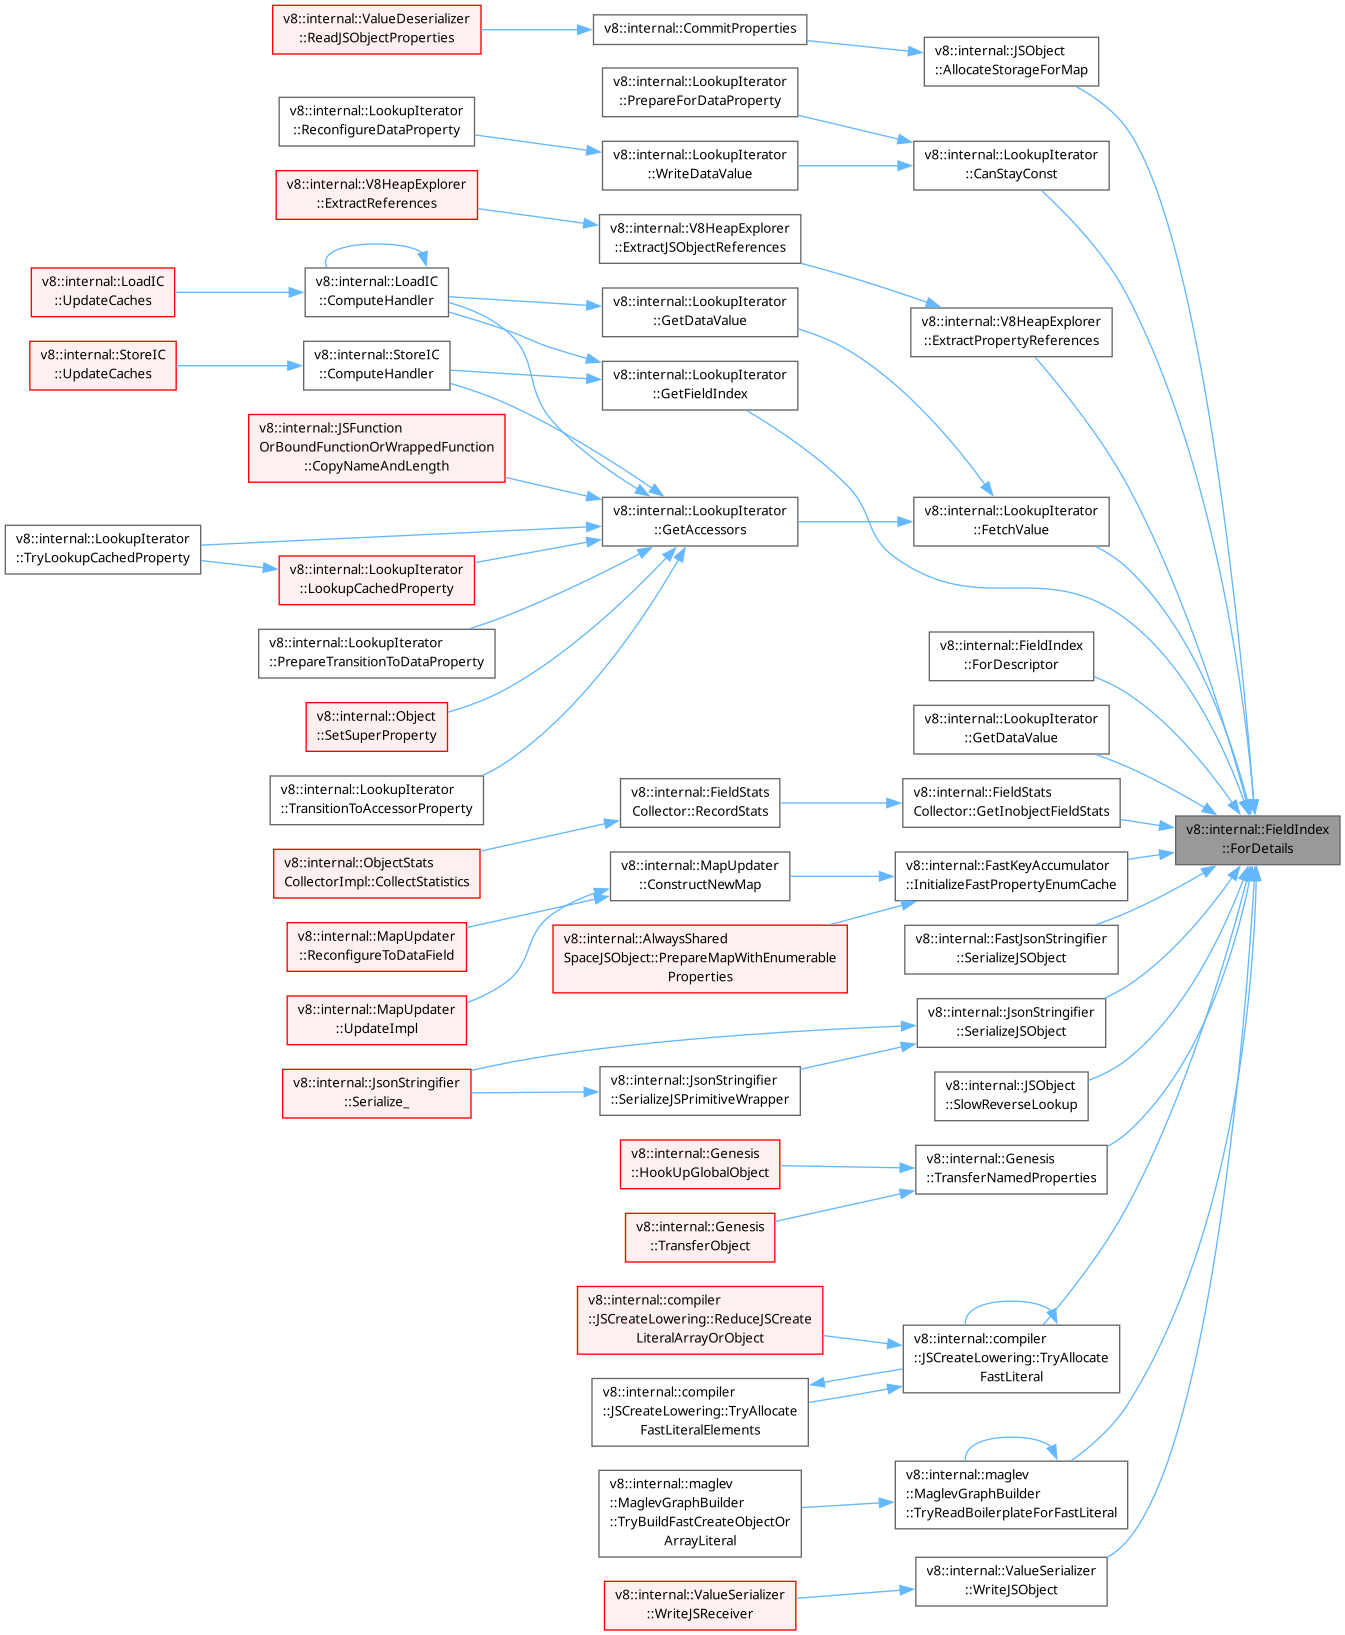 v8::internal::ValueDeserializer
::ReadJSObjectProperties
v8::internal::CommitProperties
v8::internal::JSObject
::AllocateStorageForMap
v8::internal::LookupIterator
::PrepareForDataProperty
v8::internal::LookupIterator
::ReconfigureDataProperty
v8::internal::LookupIterator
::WriteDataValue
v8::internal::LookupIterator
::CanStayConst
v8::internal::V8HeapExplorer
::ExtractReferences
v8::internal::V8HeapExplorer
::ExtractJSObjectReferences
v8::internal::LoadIC
::UpdateCaches
v8::internal::LoadIC
::ComputeHandler
v8::internal::LookupIterator
::GetDataValue
v8::internal::V8HeapExplorer
::ExtractPropertyReferences
v8::internal::StoreIC
::UpdateCaches
v8::internal::StoreIC
::ComputeHandler
v8::internal::LookupIterator
::GetFieldIndex
v8::internal::JSFunction
OrBoundFunctionOrWrappedFunction
::CopyNameAndLength
v8::internal::LookupIterator
::GetAccessors
v8::internal::LookupIterator
::FetchValue
v8::internal::LookupIterator
::TryLookupCachedProperty
v8::internal::LookupIterator
::LookupCachedProperty
v8::internal::LookupIterator
::PrepareTransitionToDataProperty
v8::internal::FieldIndex
::ForDescriptor
v8::internal::Object
::SetSuperProperty
v8::internal::LookupIterator
::GetDataValue
v8::internal::LookupIterator
::TransitionToAccessorProperty
v8::internal::FieldStats
Collector::RecordStats
v8::internal::FieldStats
Collector::GetInobjectFieldStats
v8::internal::FieldIndex
::ForDetails
v8::internal::ObjectStats
CollectorImpl::CollectStatistics
v8::internal::MapUpdater
::ConstructNewMap
v8::internal::FastKeyAccumulator
::InitializeFastPropertyEnumCache
v8::internal::MapUpdater
::ReconfigureToDataField
v8::internal::AlwaysShared
SpaceJSObject::PrepareMapWithEnumerable
Properties
v8::internal::FastJsonStringifier
::SerializeJSObject
v8::internal::MapUpdater
::UpdateImpl
v8::internal::JsonStringifier
::SerializeJSObject
v8::internal::JsonStringifier
::Serialize_
v8::internal::JsonStringifier
::SerializeJSPrimitiveWrapper
v8::internal::JSObject
::SlowReverseLookup
v8::internal::Genesis
::HookUpGlobalObject
v8::internal::Genesis
::TransferNamedProperties
v8::internal::Genesis
::TransferObject
v8::internal::compiler
::JSCreateLowering::ReduceJSCreate
LiteralArrayOrObject
v8::internal::compiler
::JSCreateLowering::TryAllocate
FastLiteral
v8::internal::compiler
::JSCreateLowering::TryAllocate
FastLiteralElements
v8::internal::maglev
::MaglevGraphBuilder
::TryBuildFastCreateObjectOr
ArrayLiteral
v8::internal::maglev
::MaglevGraphBuilder
::TryReadBoilerplateForFastLiteral
v8::internal::ValueSerializer
::WriteJSReceiver
v8::internal::ValueSerializer
::WriteJSObject